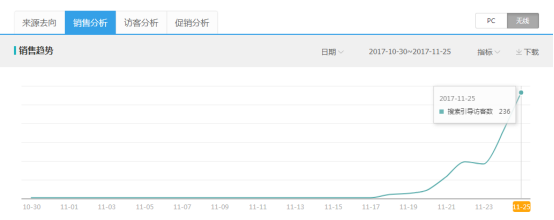 来源去向 销售分析 访客分析 促销分析 PC 无线
销售趋势 日期 2017-10-30~2017-11-25 指标 下载
2017-11-25
搜索引导访客数 236
10-30 11-01 11-03 11-05 11-07 11-09 11-11 11-13 11-15 11-17 11-19 11-21 11-23 11-25